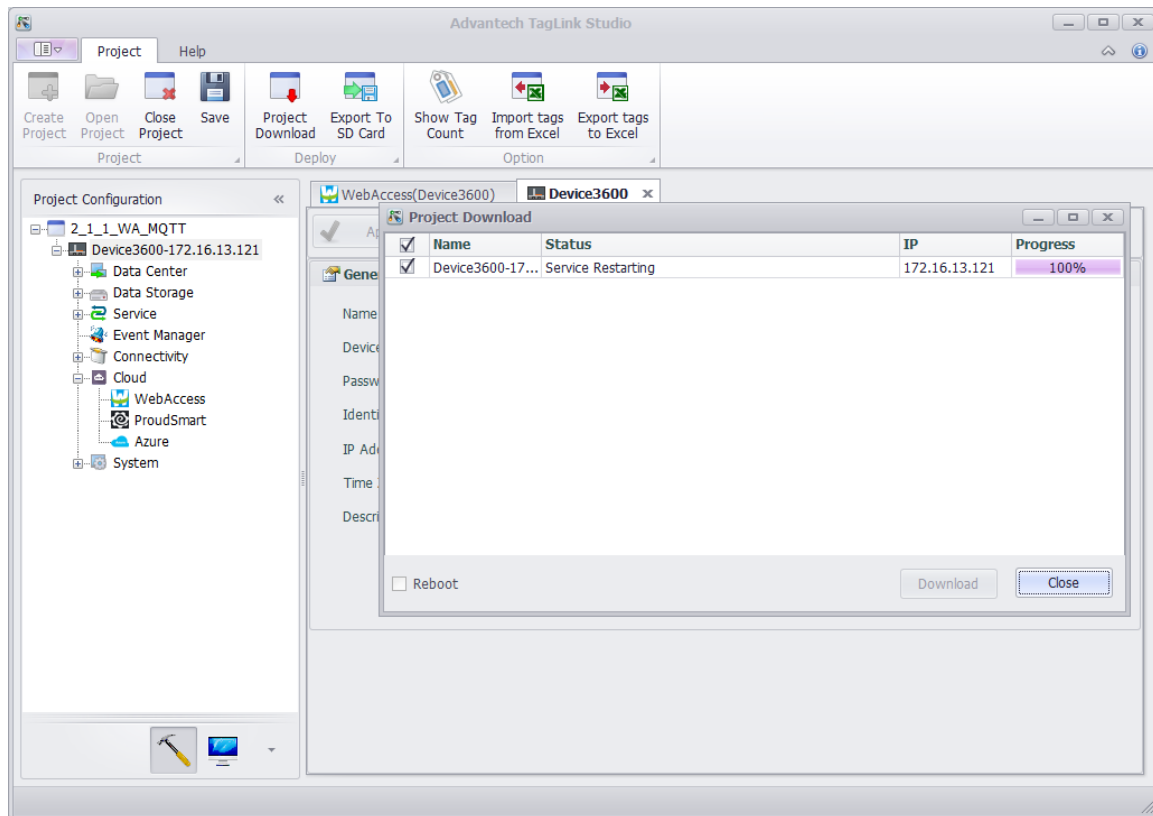 Advantech TagLink Studio
Project Help
Create Project
Open Project
Close Project
Save
Project Download
Export To SD Card
Show Tag Count
Import tags from Excel
Export tags to Excel
Project
Deploy
Option
Project Configuration «
2_1_1_WA_MQTT
Device3600-172.16.13.121
Data Center
Data Storage
Service
Event Manager
Connectivity
Cloud
WebAccess
ProudSmart
Azure
System
WebAccess(Device3600) Device3600
Ap
Gene
Name
Device
Passw
Identi
IP Add
Time
Descri
Project Download
Name Status IP Progress
Device3600-17... Service Restarting 172.16.13.121 100%
Reboot Download Close